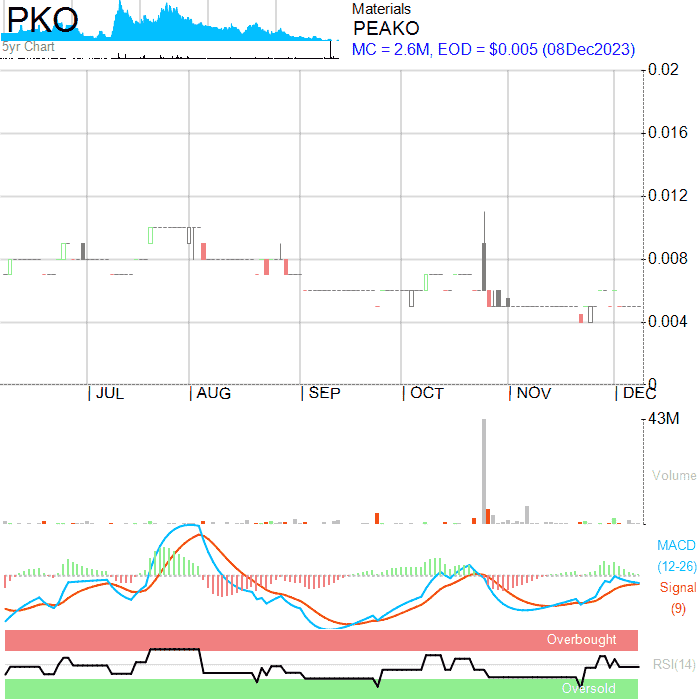 PKO
5yr Chart
Materials
PEAKO
MC = 2.6M, EOD = $0.005 (08Dec2023)
0.02
0.016
0.012
0.008
0.004
0
JUL AUG SEP OCT NOV DEC
43M
Volume
MACD
(12-26)
Signal
(9)
Overbought
RSI(14)
Oversold